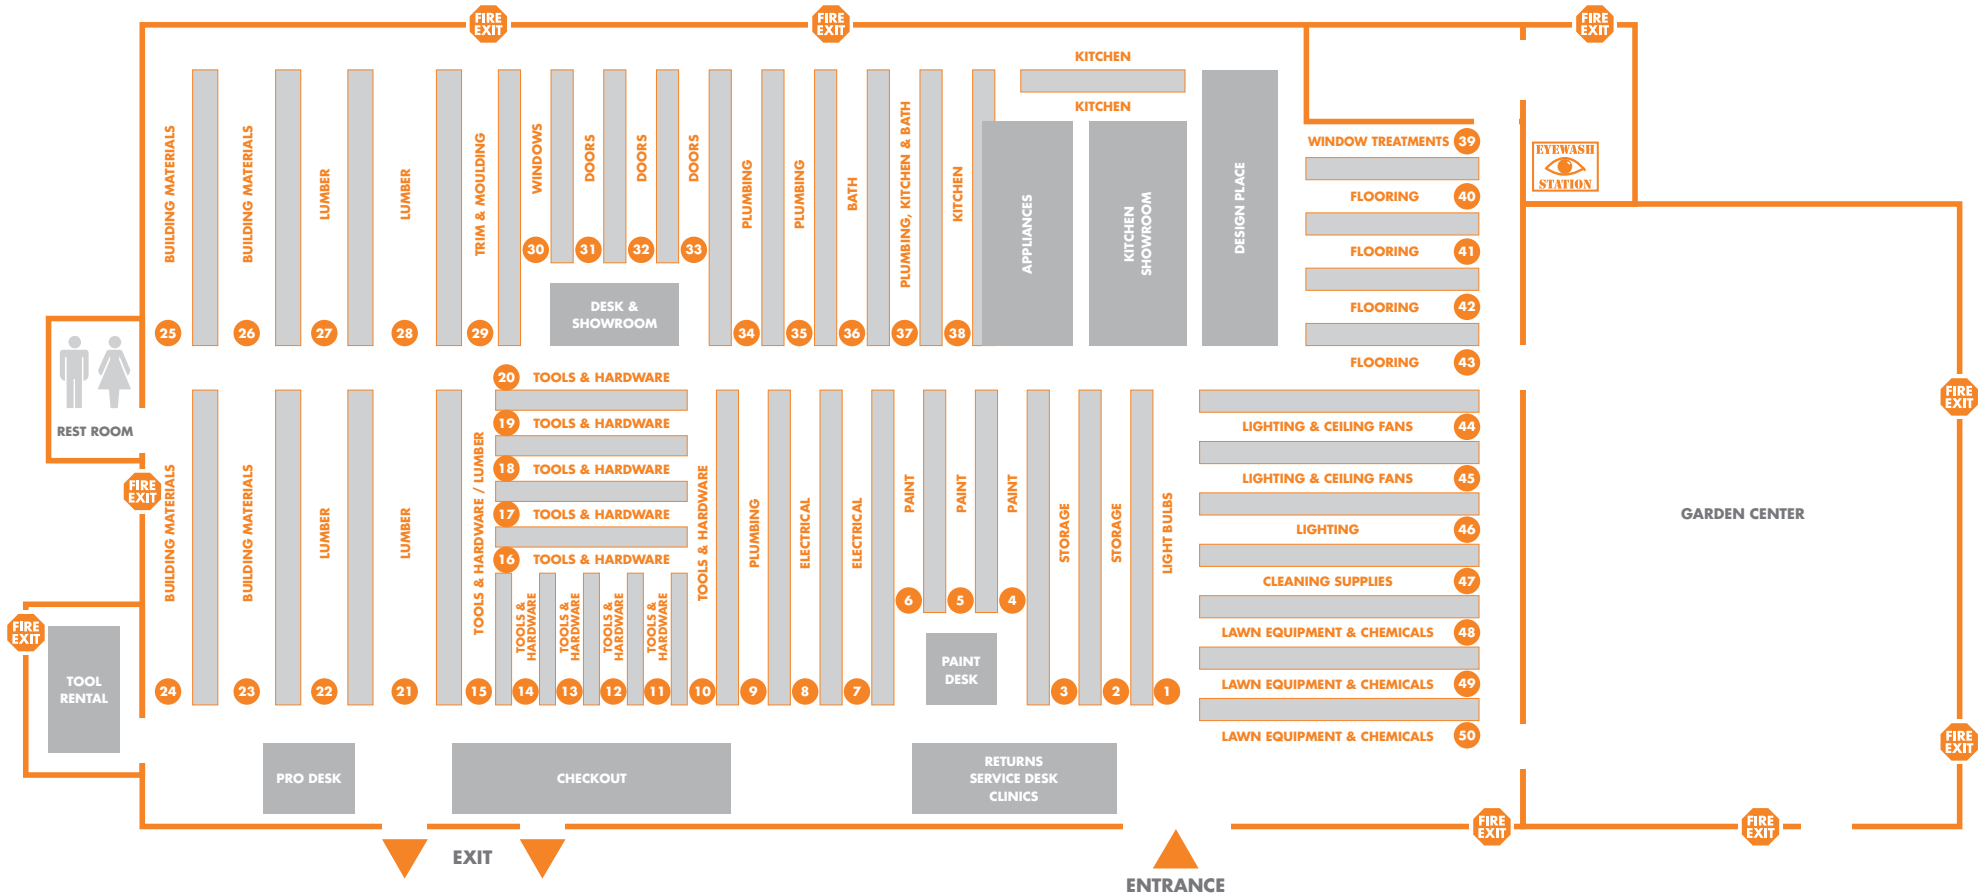 FIRE
EXIT
FIRE
EXIT
FIRE
EXIT
KITCHEN
KITCHEN
BUILDING MATERIALS
25
BUILDING MATERIALS
26
LUMBER
27
LUMBER
28
TRIM & MOULDING
29
WINDOWS
30
DOORS
31
DOORS
32
DOORS
33
DESK &
SHOWROOM
PLUMBING
34
PLUMBING
35
BATH
36
PLUMBING, KITCHEN & BATH
37
KITCHEN
38
APPLIANCES
KITCHEN
SHOWROOM
DESIGN PLACE
WINDOW TREATMENTS 39
FLOORING 40
FLOORING 41
FLOORING 42
FLOORING 43
EYEWASH
STATION
REST ROOM
FIRE
EXIT
FIRE
EXIT
TOOL
RENTAL
BUILDING MATERIALS
24
BUILDING MATERIALS
23
LUMBER
22
LUMBER
21
TOOLS & HARDWARE / LUMBER
15
20 TOOLS & HARDWARE
19 TOOLS & HARDWARE
18 TOOLS & HARDWARE
17 TOOLS & HARDWARE
16 TOOLS & HARDWARE
TOOLS &
HARDWARE
14
TOOLS &
HARDWARE
13
TOOLS &
HARDWARE
12
TOOLS &
HARDWARE
11
TOOLS & HARDWARE
10
PLUMBING
9
ELECTRICAL
8
ELECTRICAL
7
PAINT
6
PAINT
5
PAINT
4
PAINT
DESK
STORAGE
3
STORAGE
2
LIGHT BULBS
1
LIGHTING & CEILING FANS 44
LIGHTING & CEILING FANS 45
LIGHTING 46
CLEANING SUPPLIES 47
LAWN EQUIPMENT & CHEMICALS 48
LAWN EQUIPMENT & CHEMICALS 49
LAWN EQUIPMENT & CHEMICALS 50
GARDEN CENTER
FIRE
EXIT
FIRE
EXIT
PRO DESK
CHECKOUT
RETURNS
SERVICE DESK
CLINICS
FIRE
EXIT
FIRE
EXIT
EXIT
ENTRANCE